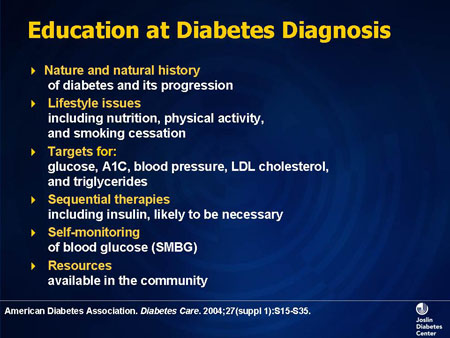 Education at Diabetes Diagnosis
Nature and natural history
of diabetes and its progression
Lifestyle issues
including nutrition, physical activity,
and smoking cessation
Targets for:
glucose, A1C, blood pressure, LDL cholesterol,
and triglycerides
Sequential therapies
including insulin, likely to be necessary
Self-monitoring
of blood glucose (SMBG)
Resources
available in the community
American Diabetes Association. Diabetes Care. 2004;27(suppl 1):S15-S35.
Joslin
Diabetes
Center